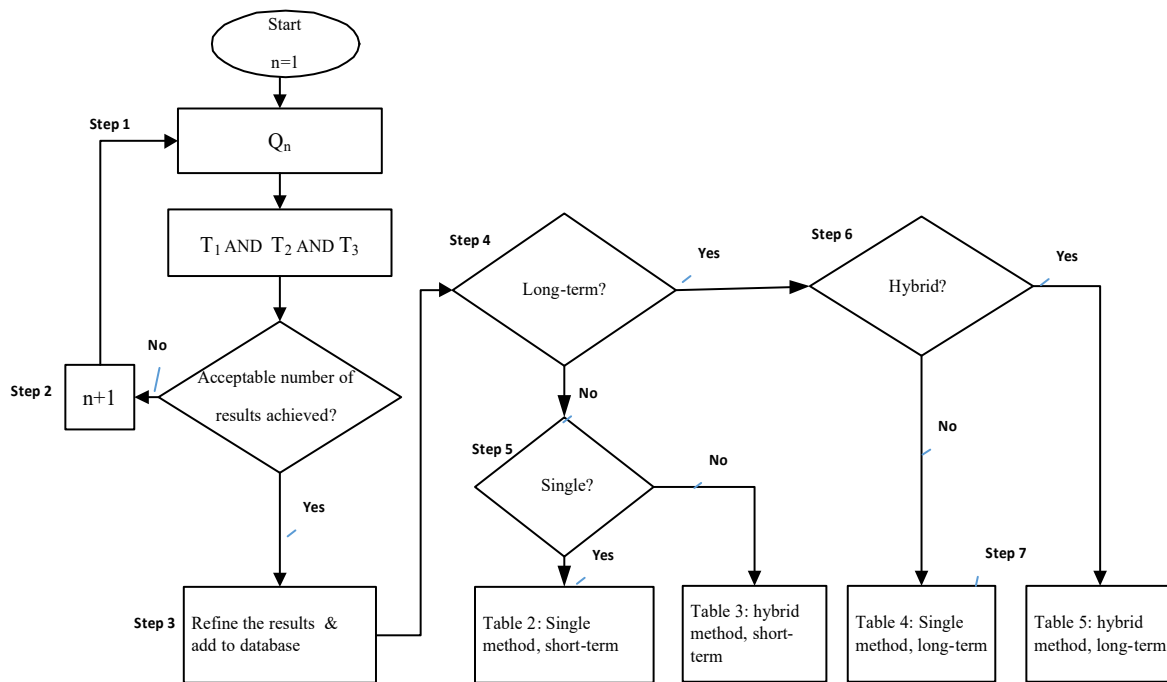 Start
n=1
Step 1
Qn
T1 AND T2 AND T3
Step 4
Yes
Step 6
Yes
Long-term?
Hybrid?
No
Acceptable number of
results achieved?
Step 2
n+1
No
Step 5
No
No
Single?
Yes
Yes
Step 7
Step 3
Refine the results &
add to database
Table 2: Single
method, short-term
Table 3: hybrid
method, short-
term
Table 4: Single
method, long-term
Table 5: hybrid
method, long-term